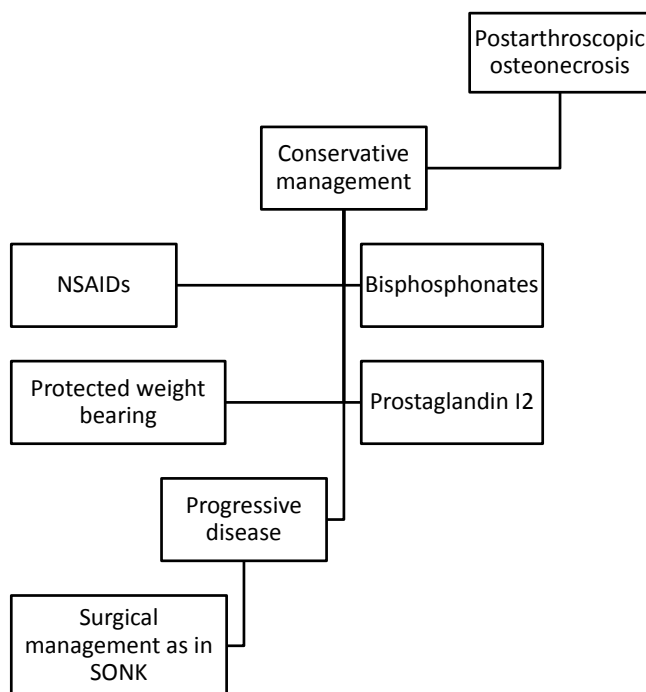 Postarthroscopic
osteonecrosis
Conservative
management
NSAIDs
Bisphosphonates
Protected weight
bearing
Prostaglandin I2
Progressive
disease
Surgical
management as in
SONK